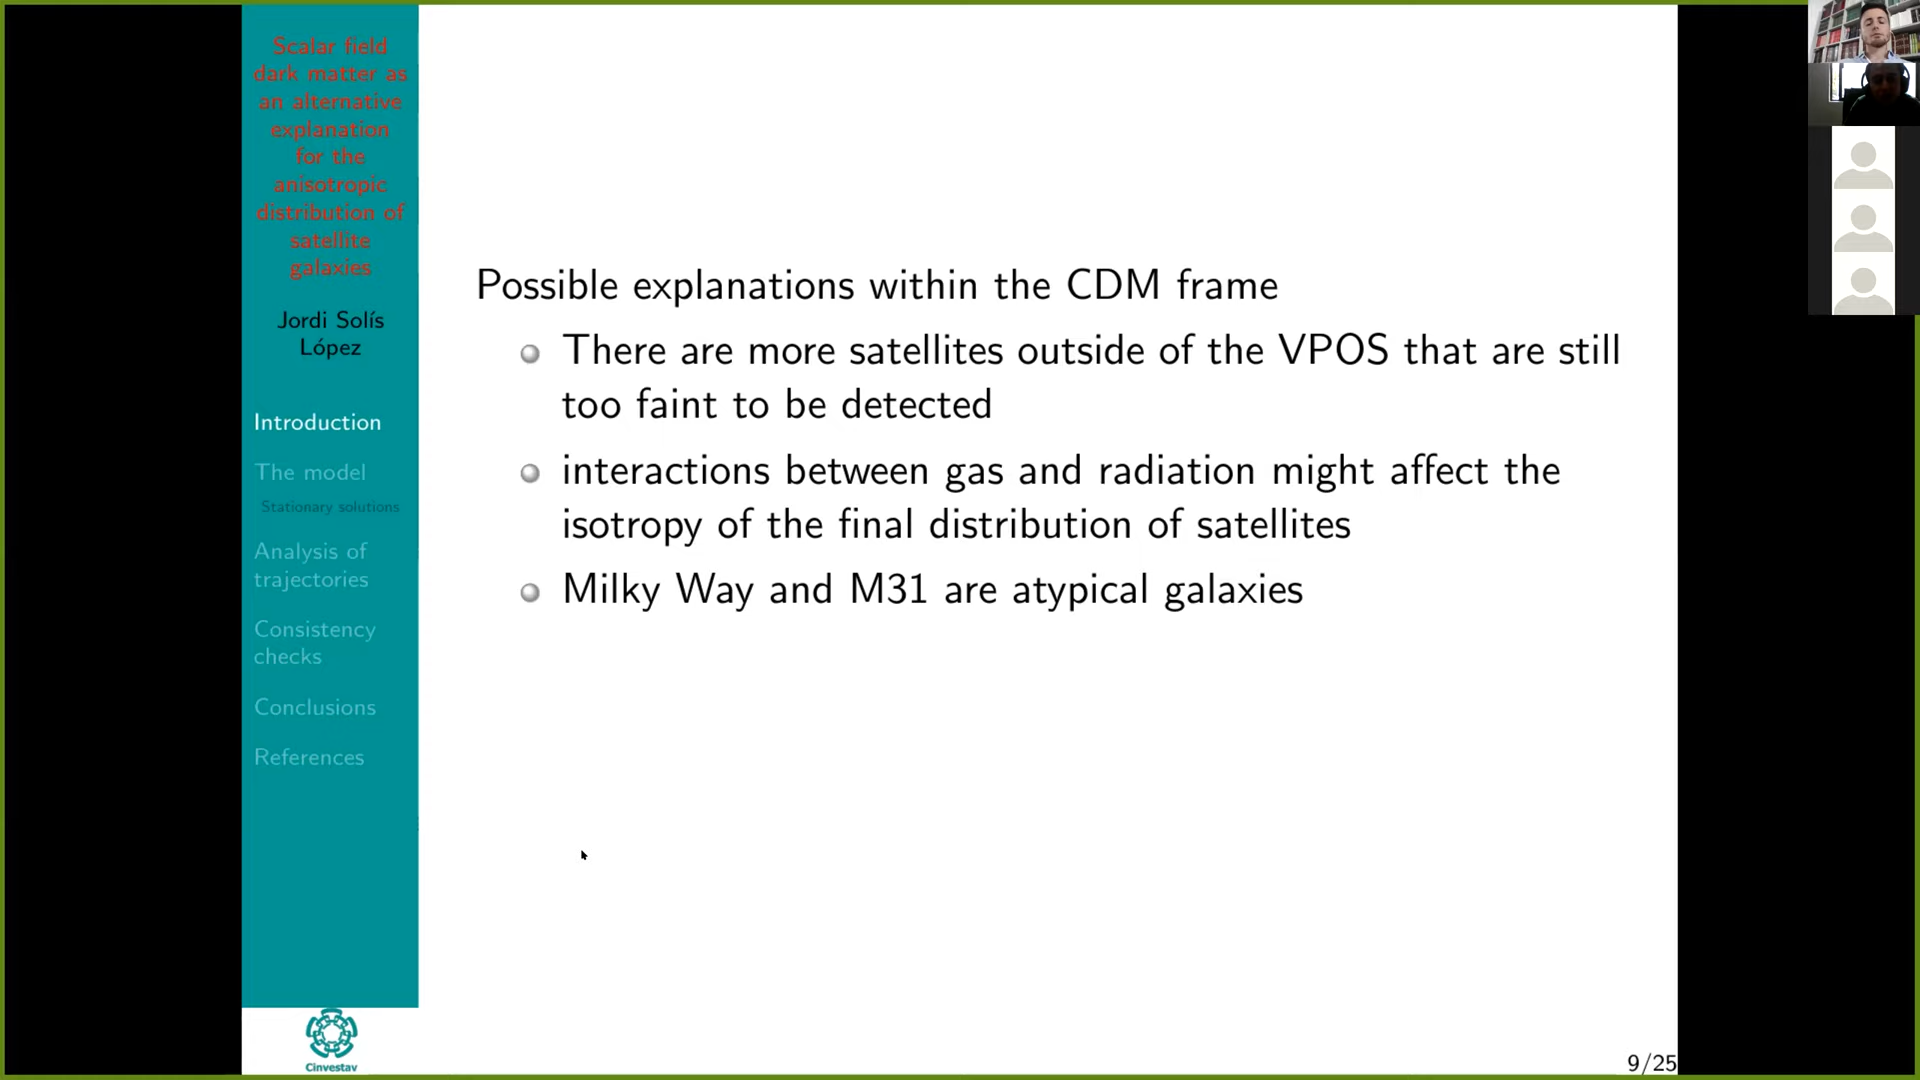 Scalar field
dark matter as
an alternative
explanation
for the
anisotropic
distribution of
satellite
galaxies
Jordi Solís
López
Introduction
The model
Stationary solutions
Analysis of
trajectories
Consistency
checks
Conclusions
References
Cinvestav
Possible explanations within the CDM frame
There are more satellites outside of the VPOS that are still
too faint to be detected
interactions between gas and radiation might affect the
isotropy of the final distribution of satellites
Milky Way and M31 are atypical galaxies
9/25